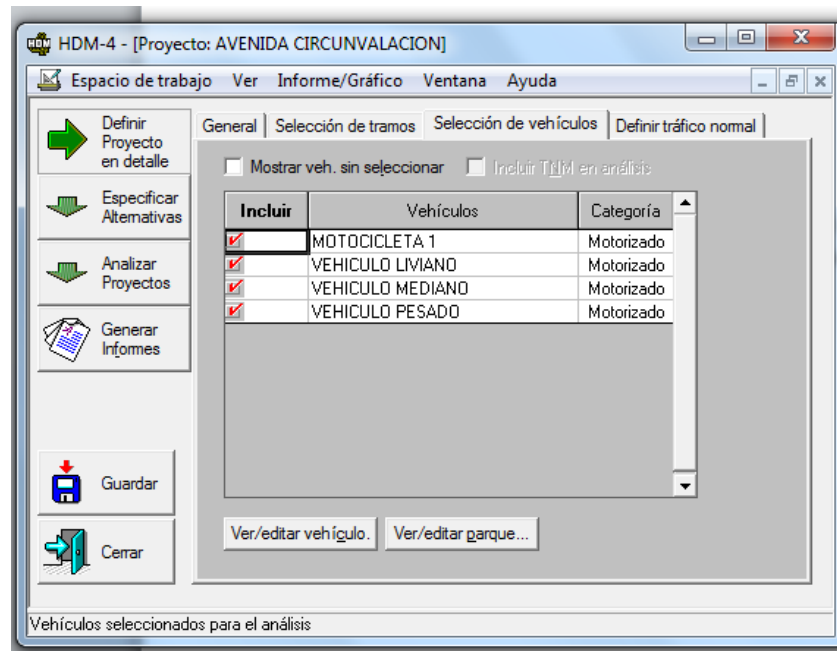 HDM-4 - [Proyecto: AVENIDA CIRCUNVALACION]
Espacio de trabajo Ver Informe/Gráfico Ventana Ayuda
Definir Proyecto en detalle
Especificar Alternativas
Analizar Proyectos
Generar Informes
Guardar
Cerrar
General Selección de tramos Selección de vehículos Definir tráfico normal
Mostrar veh. sin seleccionar Incluir TNM en análisis
Incluir Vehículos Categoría
MOTOCICLETA 1 Motorizado
VEHICULO LIVIANO Motorizado
VEHICULO MEDIANO Motorizado
VEHICULO PESADO Motorizado
Ver/editar vehículo. Ver/editar parque...
Vehículos seleccionados para el análisis